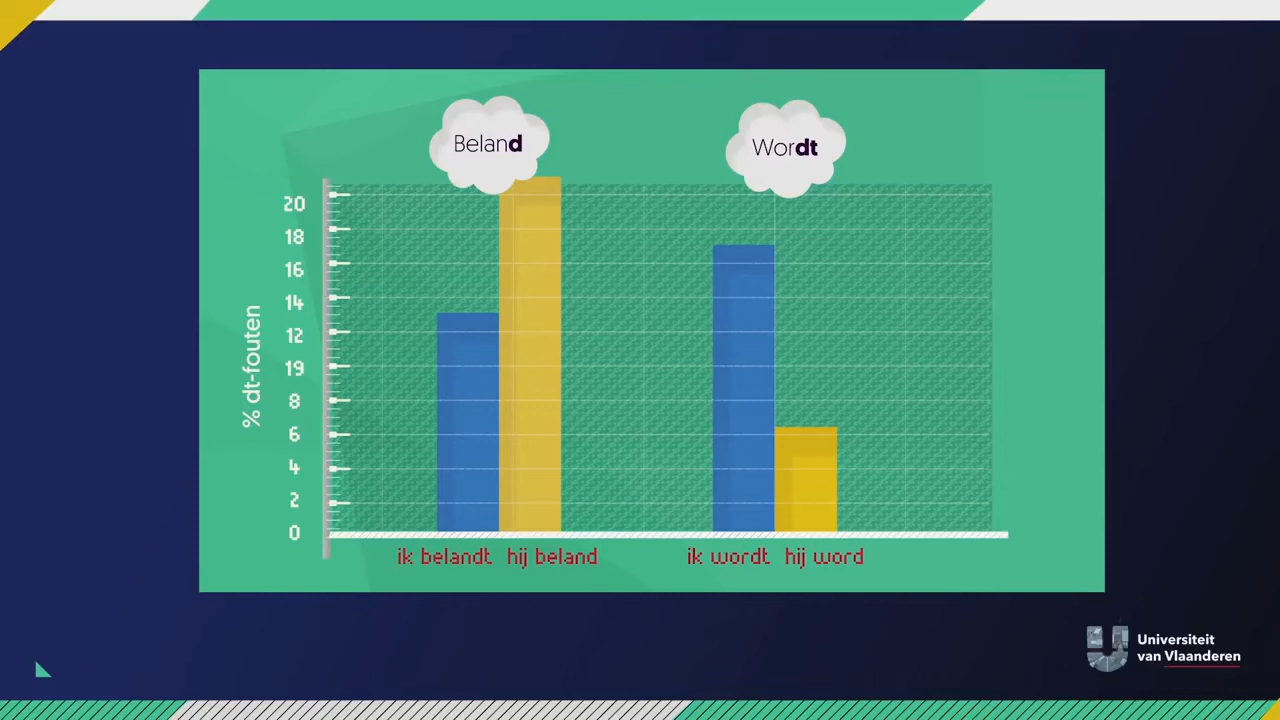 Beland
Wordt
20
18
16
14
12
19
8
6
4
2
0
% dt-fouten
ik belandt hij beland
ik wordt hij word
Universiteit
van Vlaanderen